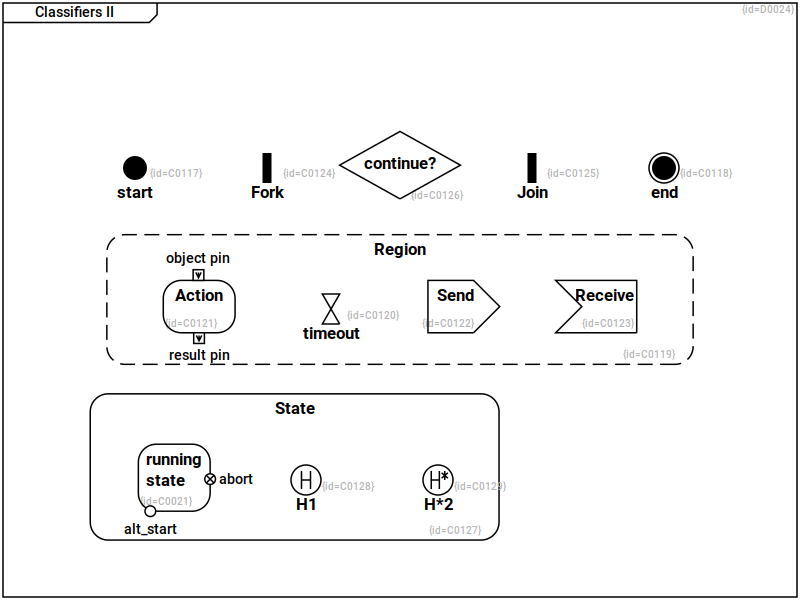 Classifiers II
{id=D0024}
continue?
{id=C0117}
{id=C0124}
{id=C0125}
{id=C0118}
start
Fork
{id=C0126}
Join
end
Region
object pin
Action
Send
Receive
{id=C0121}
{id=C0120}
{id=C0122}
{id=C0123}
timeout
result pin
{id=C0119}
State
running
state
abort
H
{id=C0128}
H*
{id=C0129}
{id=C0021}
H1
H*2
alt_start
{id=C0127}